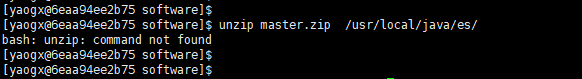 [yaogx@6eaa94ee2b75 software]$
[yaogx@6eaa94ee2b75 software]$ unzip master.zip  /usr/local/java/es/
bash: unzip: command not found
[yaogx@6eaa94ee2b75 software]$
[yaogx@6eaa94ee2b75 software]$